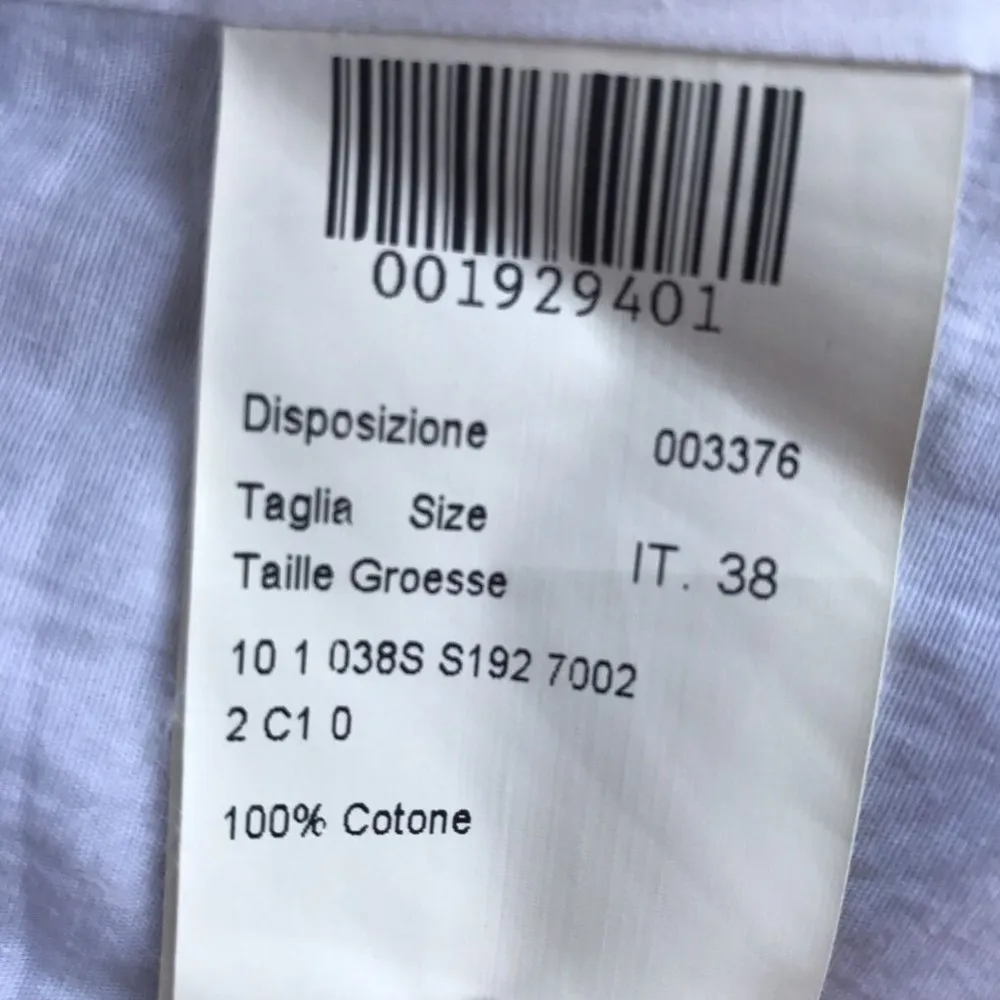 001929401
Disposizione 003376
Taglia Size
Taille Groesse IT. 38
10 1 038S S192 7002
2 C1 0
100% Cotone